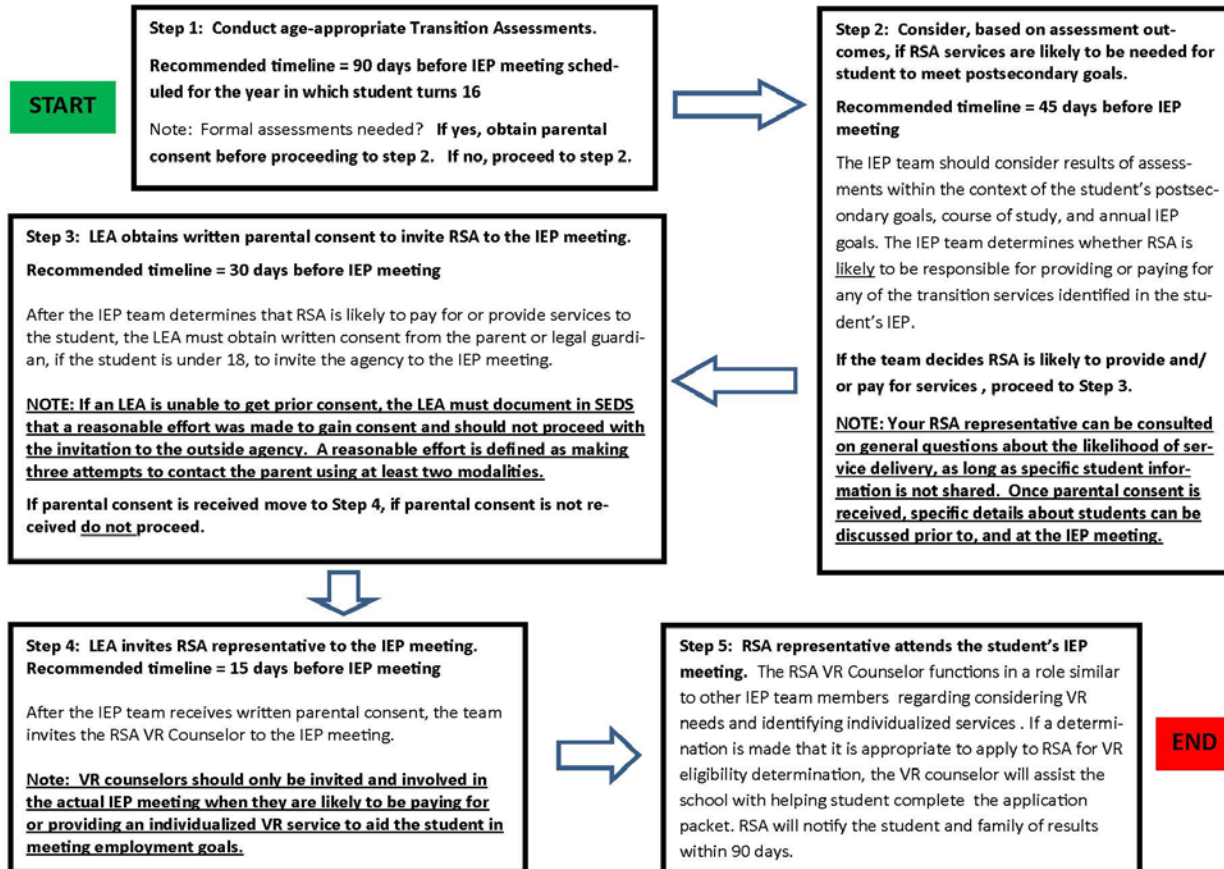 START
Step 1: Conduct age-appropriate Transition Assessments.
Recommended timeline = 90 days before IEP meeting sched-
uled for the year in which student turns 16
Note: Formal assessments needed? If yes, obtain parental
consent before proceeding to step 2. If no, proceed to step 2.
Step 2: Consider, based on assessment out-
comes, if RSA services are likely to be needed for
student to meet postsecondary goals.
Recommended timeline = 45 days before IEP
meeting
The IEP team should consider results of assess-
ments within the context of the student's postsec-
ondary goals, course of study, and annual IEP
goals. The IEP team determines whether RSA is
likely to be responsible for providing or paying for
any of the transition services identified in the stu-
dent's IEP.
If the team decides RSA is likely to provide and/
or pay for services , proceed to Step 3.
NOTE: Your RSA representative can be consulted
on general questions about the likelihood of ser-
vice delivery, as long as specific student infor-
mation is not shared. Once parental consent is
received, specific details about students can be
discussed prior to, and at the IEP meeting.
Step 3: LEA obtains written parental consent to invite RSA to the IEP meeting.
Recommended timeline = 30 days before IEP meeting
After the IEP team determines that RSA is likely to pay for or provide services to
the student, the LEA must obtain written consent from the parent or legal guardi-
an, if the student is under 18, to invite the agency to the IEP meeting.
NOTE: If an LEA is unable to get prior consent, the LEA must document in SEDS
that a reasonable effort was made to gain consent and should not proceed with
the invitation to the outside agency. A reasonable effort is defined as making
three attempts to contact the parent using at least two modalities.
If parental consent is received move to Step 4, if parental consent is not re-
ceived do not proceed.
Step 4: LEA invites RSA representative to the IEP meeting.
Recommended timeline = 15 days before IEP meeting
After the IEP team receives written parental consent, the team
invites the RSA VR Counselor to the IEP meeting.
Note: VR counselors should only be invited and involved in
the actual IEP meeting when they are likely to be paying for
or providing an individualized VR service to aid the student in
meeting employment goals.
Step 5: RSA representative attends the student's IEP
meeting. The RSA VR Counselor functions in a role similar
to other IEP team members regarding considering VR
needs and identifying individualized services . If a determi-
nation is made that it is appropriate to apply to RSA for VR
eligibility determination, the VR counselor will assist the
school with helping student complete the application
packet. RSA will notify the student and family of results
within 90 days.
END